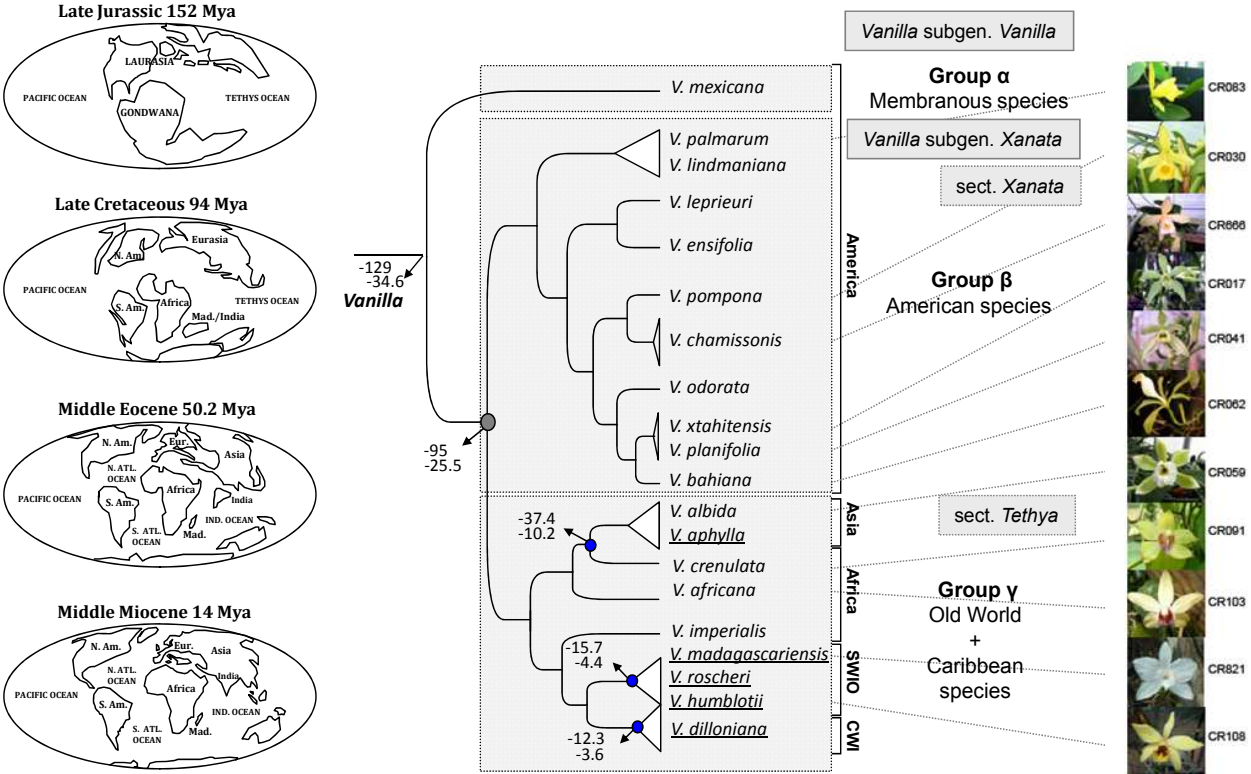 Late Jurassic 152 Mya
LAURASIA
PACIFIC OCEAN
TETHYS OCEAN
GONDWANA
Late Cretaceous 94 Mya
Eurasia
N. Am.
PACIFIC OCEAN
TETHYS OCEAN
S. Am.
Africa
Mad./India
Middle Eocene 50.2 Mya
N. Am.
Eur.
Asia
N. ATL.
OCEAN
PACIFIC OCEAN
Africa
India
S. Am.
IND. OCEAN
S. ATL.
OCEAN
Mad.
Middle Miocene 14 Mya
N. Am.
Eur.
Asia
N. ATL.
OCEAN
India
PACIFIC OCEAN
Africa
S. Am.
IND. OCEAN
S. ATL.
OCEAN
Mad.
-129
-34.6
Vanilla
-95
-25.5
-37.4
-10.2
-15.7
-4.4
-12.3
-3.6
V. mexicana
V. palmarum
V. lindmaniana
V. leprieuri
V. ensifolia
V. pompona
V. chamissonis
V. odorata
V. xtahitensis
V. planifolia
V. bahiana
V. albida
V. aphylla
V. crenulata
V. africana
V. imperialis
V. madagascariensis
V. roscheri
V. humblotii
V. dilloniana
America
Asia
Africa
SWIO
CWI
Vanilla subgen. Vanilla
Group α
Membranous species
Vanilla subgen. Xanata
sect. Xanata
Group β
American species
sect. Tethya
Group γ
Old World
+
Caribbean
species
CR083
CR030
CR666
CR017
CR041
CR062
CR059
CR091
CR103
CR821
CR108